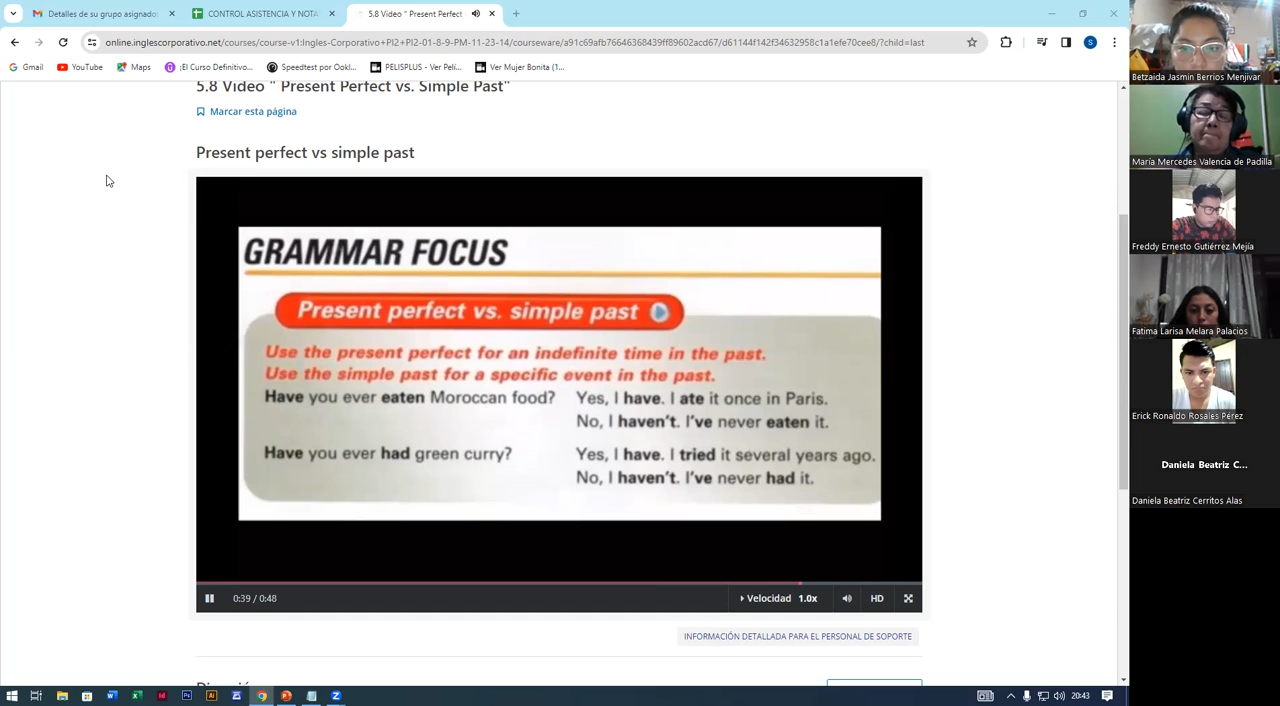 Detalles de su grupo asignado:
CONTROL ASISTENCIA Y NOTA
5.8 Video " Present Perfect
online.inglescorporativo.net/courses/course-v1:Ingles-Corporativo+PI2+PI2-01-8-9-PM-11-23-14/courseware/a91c69afb76646368439ff89602acd67/d61144f142f34632958c1a1efe70cee8/?child=last
S
Gmail
YouTube
Maps
¡El Curso Definitivo...
Speedtest por Ookl...
PELISPLUS - Ver Pelí...
Ver Mujer Bonita (1...
5.8 Video " Present Perfect vs. Simple Past"
Marcar esta página
Present perfect vs simple past
GRAMMAR FOCUS
Present perfect vs. simple past
Use the present perfect for an indefinite time in the past.
Use the simple past for a specific event in the past.
Have you ever eaten Moroccan food? Yes, I have. I ate it once in Paris.
No, I haven't. I've never eaten it.
Have you ever had green curry? Yes, I have. I tried it several years ago.
No, I haven't. I've never had it.
0:39 / 0:48
Velocidad 1.0x
HD
INFORMACIÓN DETALLADA PARA EL PERSONAL DE SOPORTE
20:43
Betzaida Jasmin Berrios Menjivar
María Mercedes Valencia de Padilla
Freddy Ernesto Gutiérrez Mejía
Fatima Larisa Melara Palacios
Erick Ronaldo Rosales Pérez
Daniela Beatriz C...
Daniela Beatriz Cerritos Alas